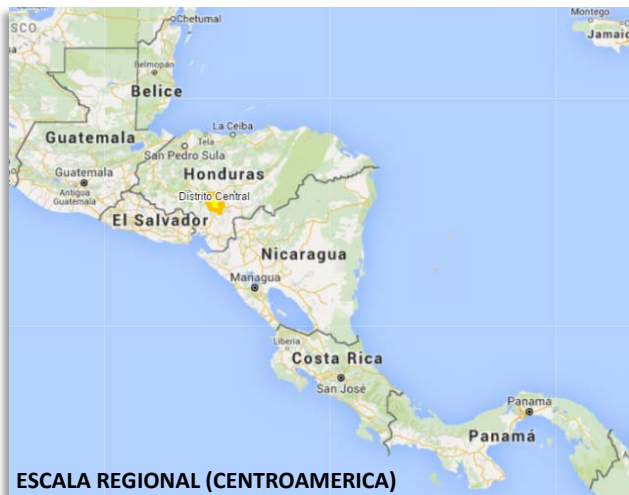 SCO
Chetumal
Montego
Jamaic
Belmopán
Belice
La Ceiba
Tela
Guatemala
San Pedro Sula
Honduras
Guatemala
Distrito Central
Antigua
Guatemala
El Salvador
Nicaragua
Managua
Liberia
Costa Rica
San José
Panamá
Panamá
ESCALA REGIONAL (CENTROAMERICA)